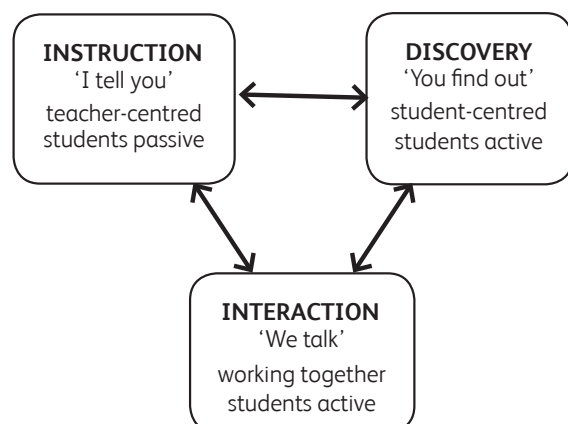 INSTRUCTION
‘I tell you’
teacher-centred
students passive
DISCOVERY
‘You find out’
student-centred
students active
INTERACTION
‘We talk’
working together
students active